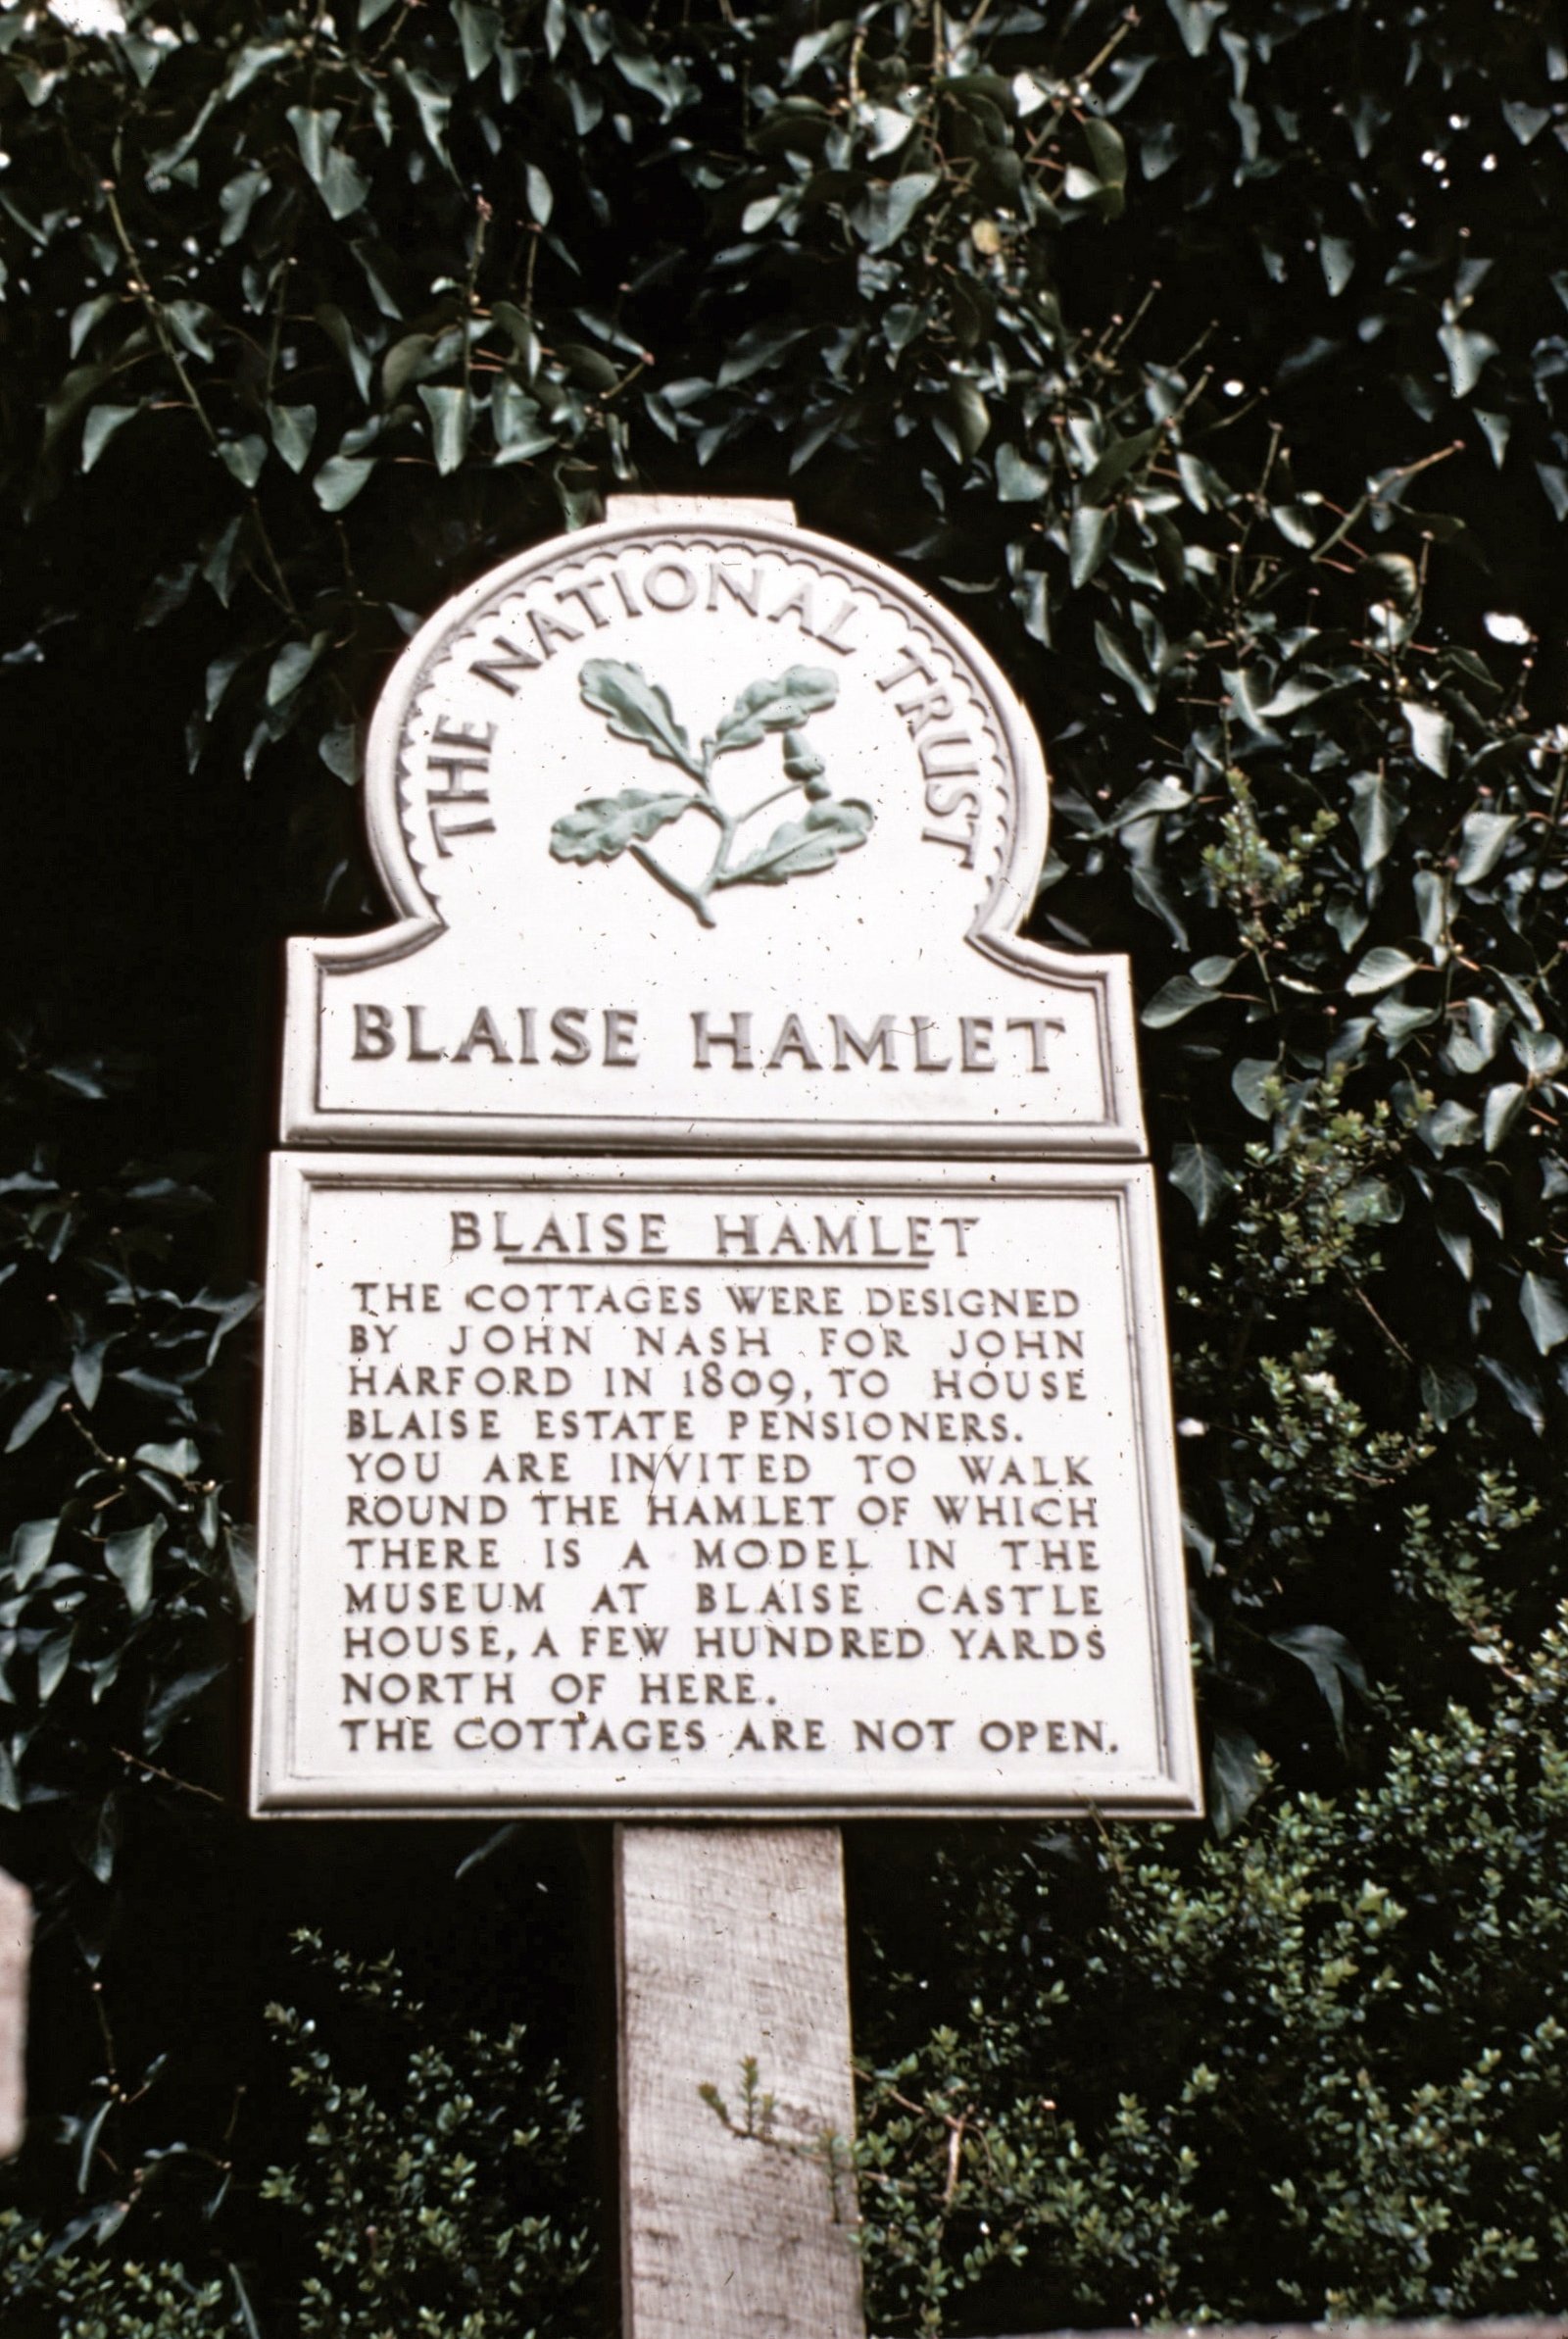 THE NATIONAL TRUST
BLAISE HAMLET
BLAISE HAMLET
THE COTTAGES WERE DESIGNED
BY JOHN NASH FOR JOHN
HARFORD IN 1809, TO HOUSE
BLAISE ESTATE PENSIONERS.
YOU ARE INVITED TO WALK
ROUND THE HAMLET OF WHICH
THERE IS A MODEL IN THE
MUSEUM AT BLAISE CASTLE
HOUSE, A FEW HUNDRED YARDS
NORTH OF HERE.
THE COTTAGES ARE NOT OPEN.